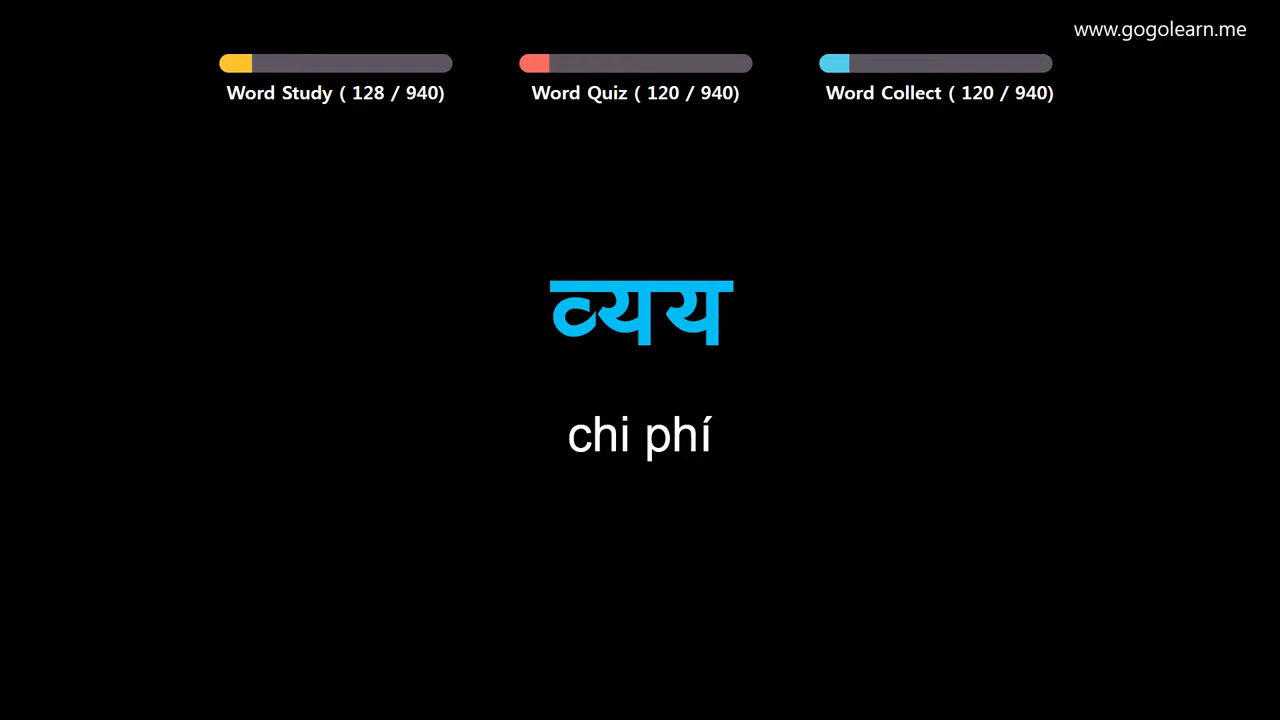 www.gogolearn.me
Word Study ( 128 / 940)
Word Quiz ( 120 / 940)
Word Collect ( 120 / 940)
व्यय
chi phí